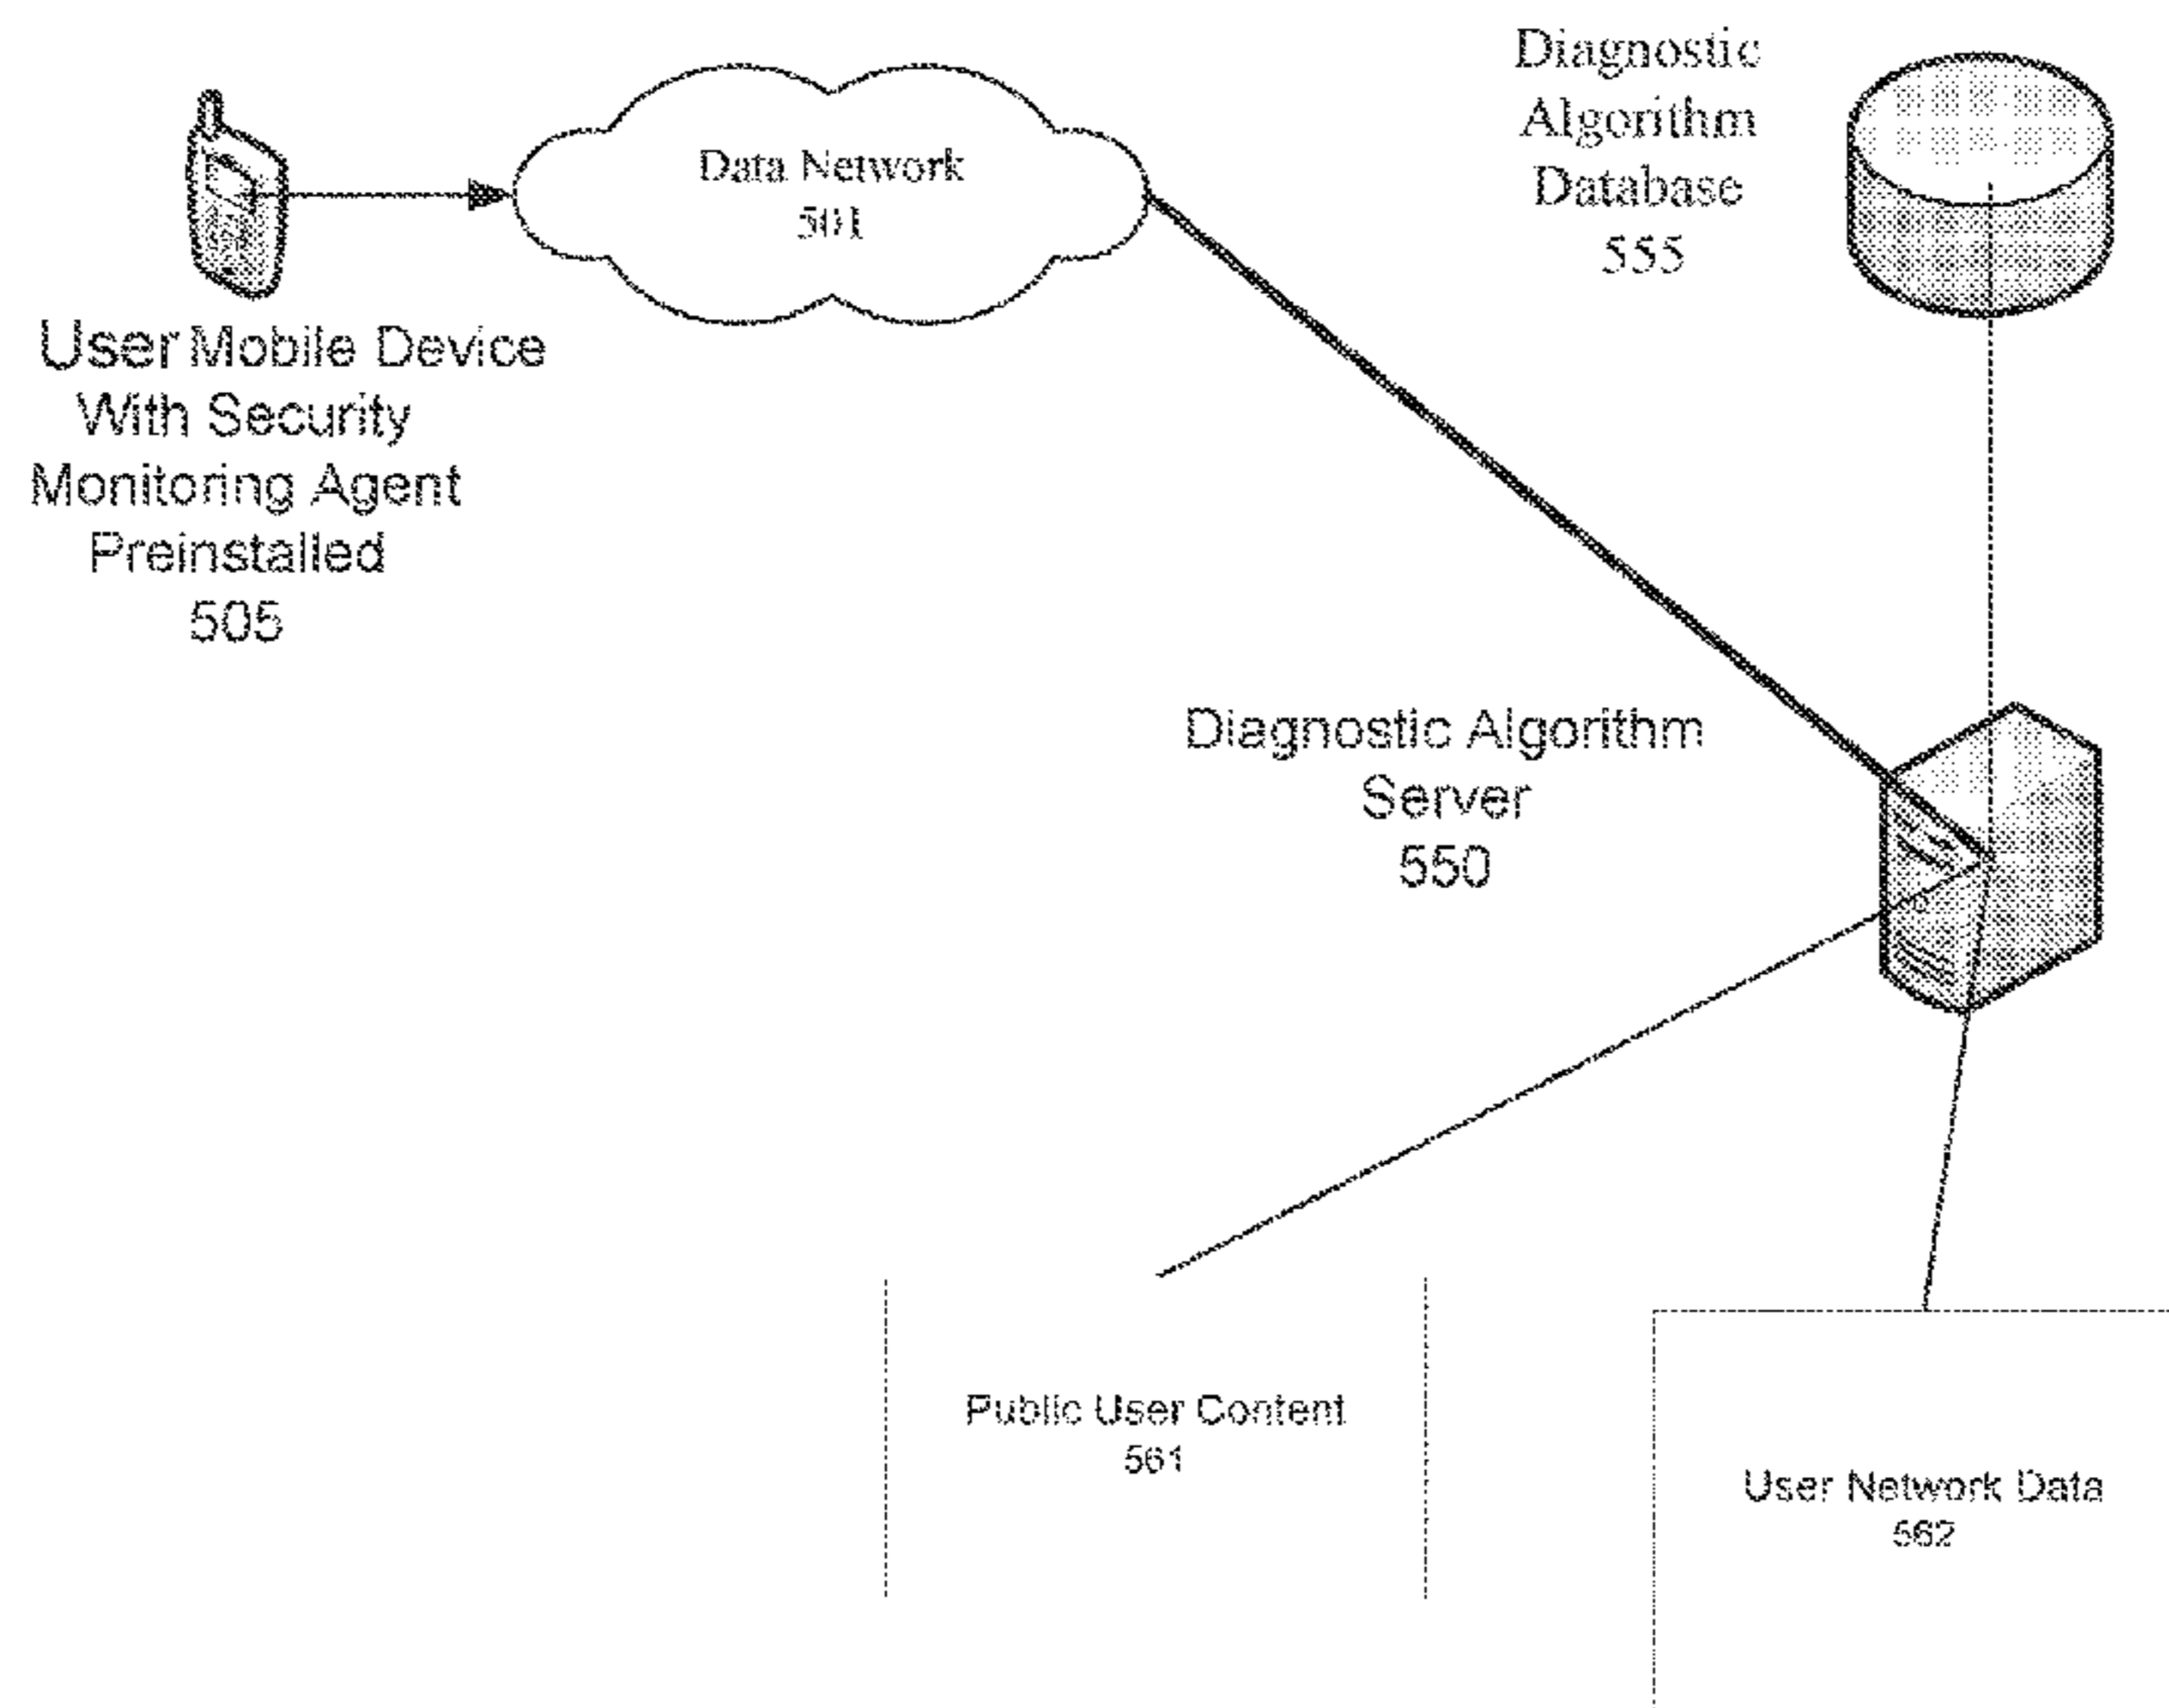 Data Network
501
Diagnostic
Algorithm
Database
555
User Mobile Device
With Security
Monitoring Agent
Preinstalled
505
Diagnostic Algorithm
Server
550
Public User Content
561
User Network Data
562